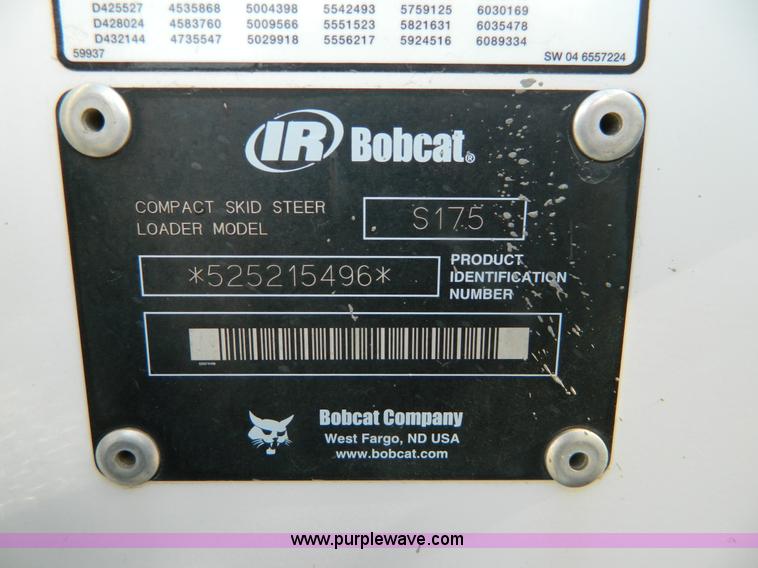 D425527 4535868 5004398 5542493 5759125 6030169
D428024 4583760 5009566 5551523 5821631 6035478
D432144 4735547 5029918 5556217 5924516 6089334
59937 SW 04 6557224
IR Bobcat®
COMPACT SKID STEER
LOADER MODEL
S175
*525215496*
PRODUCT
IDENTIFICATION
NUMBER
Bobcat Company
West Fargo, ND USA
www.bobcat.com
www.purplewave.com